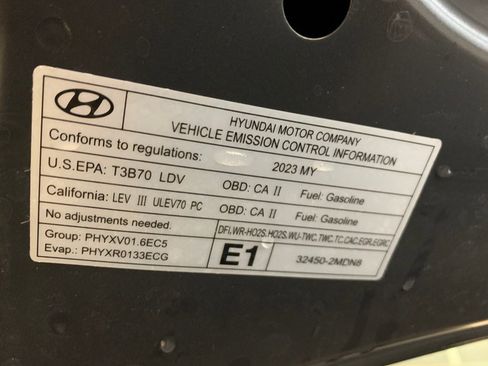 HYUNDAI MOTOR COMPANY
VEHICLE EMISSION CONTROL INFORMATION
Conforms to regulations: 2023 MY
U.S.EPA: T3B70 LDV OBD: CA II Fuel: Gasoline
California: LEV III ULEV70 PC OBD: CA II Fuel: Gasoline
No adjustments needed. DFI,WR-HO2S,HO2S,WU-TWC,TWC,TC,CAC,EGR,EGRC
Group: PHYXV01.6EC5
Evap.: PHYXR0133ECG
E1 32450-2MDN8